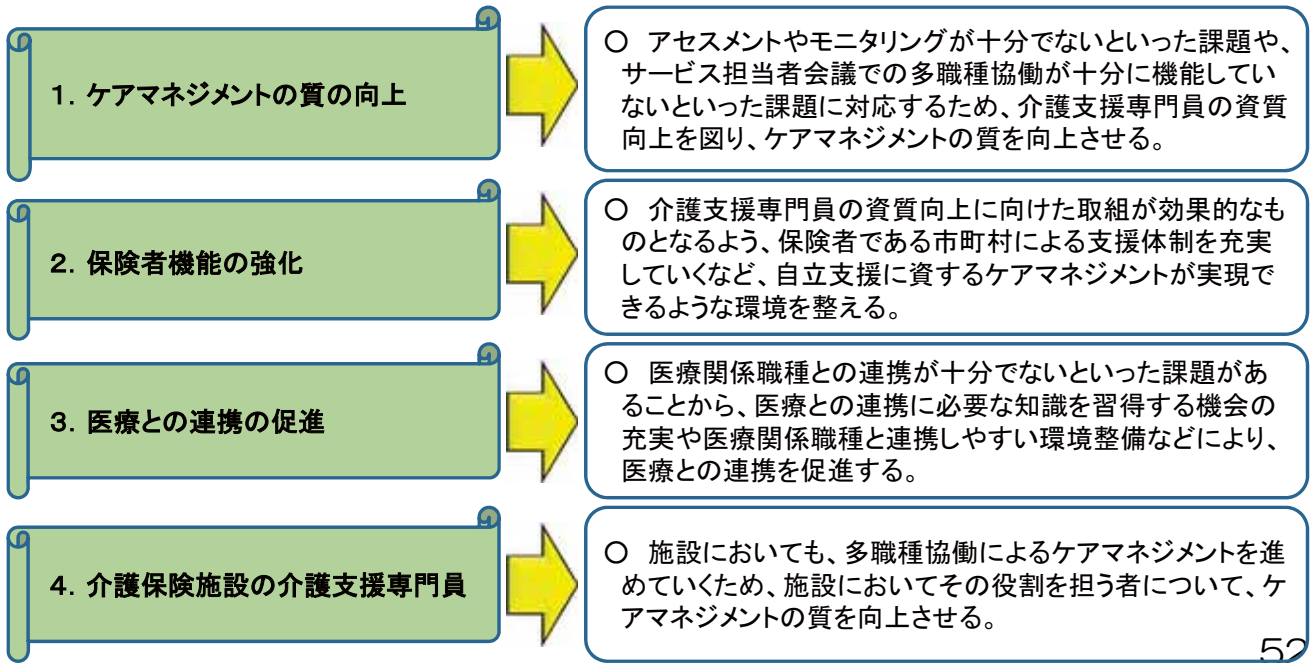 1．ケアマネジメントの質の向上
○ アセスメントやモニタリングが十分でないといった課題や、
サービス担当者会議での多職種協働が十分に機能してい
ないといった課題に対応するため、介護支援専門員の資質
向上を図り、ケアマネジメントの質を向上させる。
2．保険者機能の強化
○ 介護支援専門員の資質向上に向けた取組が効果的なも
のとなるよう、保険者である市町村による支援体制を充実
していくなど、自立支援に資するケアマネジメントが実現で
きるような環境を整える。
3．医療との連携の促進
○ 医療関係職種との連携が十分でないといった課題があ
ることから、医療との連携に必要な知識を習得する機会の
充実や医療関係職種と連携しやすい環境整備などにより、
医療との連携を促進する。
4．介護保険施設の介護支援専門員
○ 施設においても、多職種協働によるケアマネジメントを進
めていくため、施設においてその役割を担う者について、ケ
アマネジメントの質を向上させる。
52